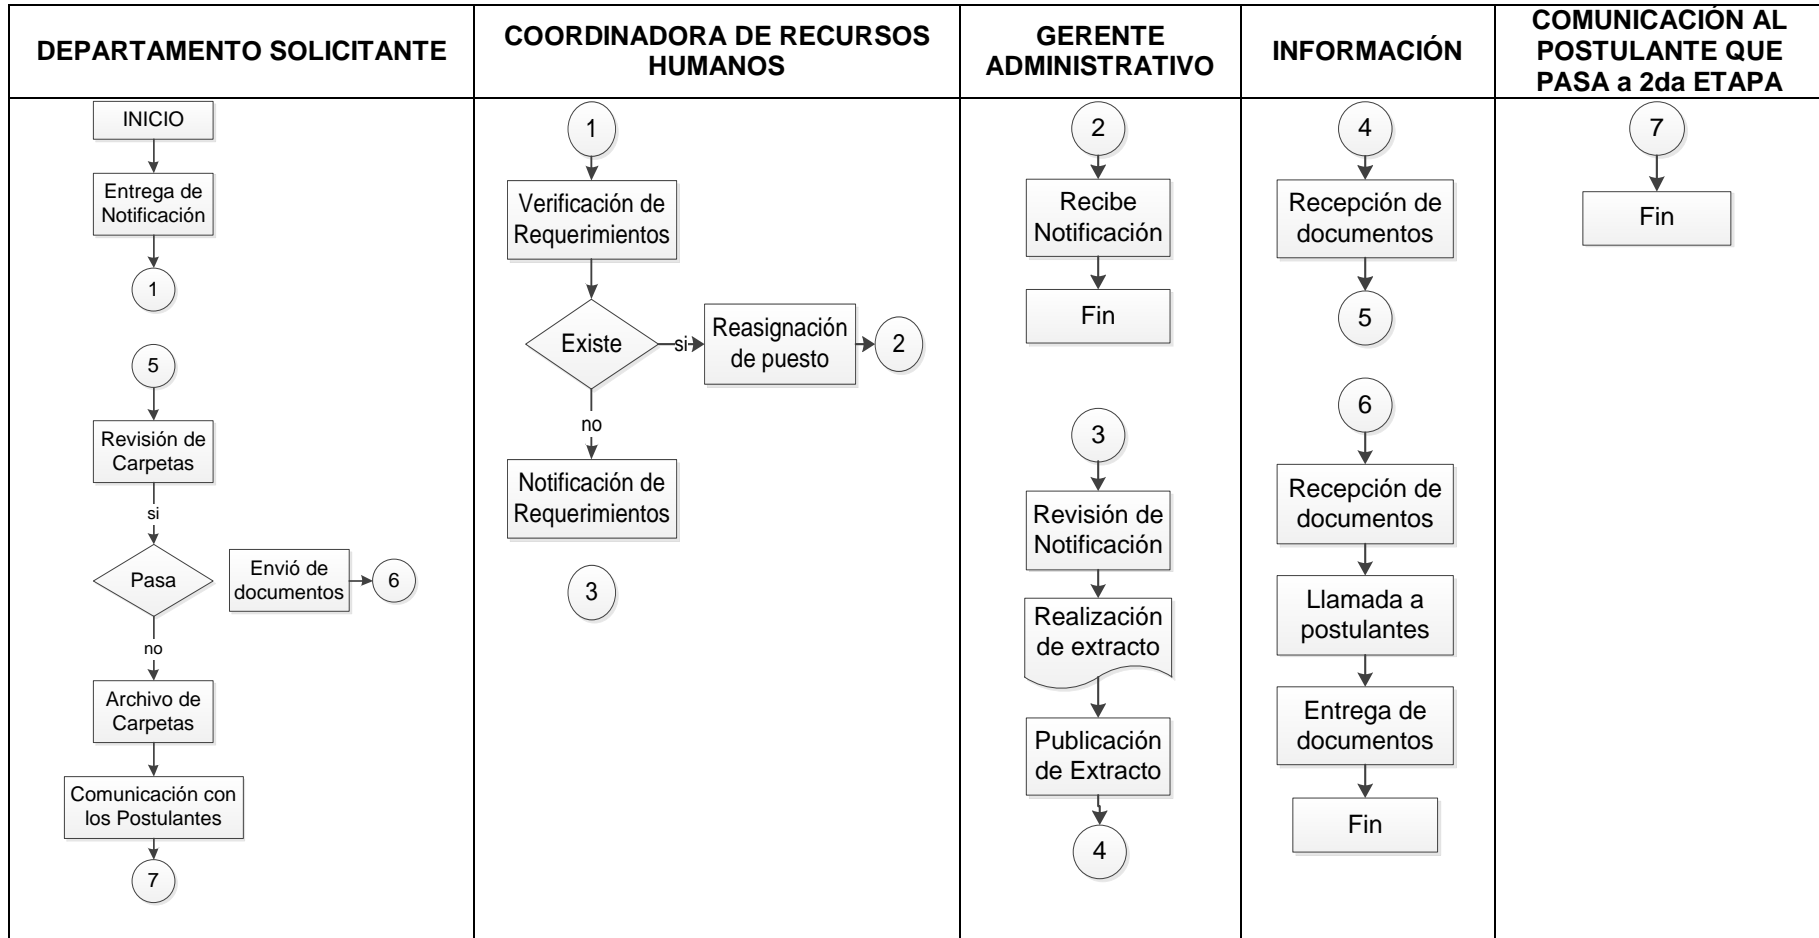 DEPARTAMENTO SOLICITANTE
COORDINADORA DE RECURSOS
HUMANOS
GERENTE
ADMINISTRATIVO
INFORMACIÓN
COMUNICACIÓN AL
POSTULANTE QUE
PASA a 2da ETAPA
INICIO
Entrega de
Notificación
1
5
Revisión de
Carpetas
si
Pasa
Envió de
documentos
6
no
Archivo de
Carpetas
Comunicación con
los Postulantes
7
1
Verificación de
Requerimientos
Existe
si
Reasignación
de puesto
2
no
Notificación de
Requerimientos
3
2
Recibe
Notificación
Fin
3
Revisión de
Notificación
Realización
de extracto
Publicación
de Extracto
4
4
Recepción de
documentos
5
6
Recepción de
documentos
Llamada a
postulantes
Entrega de
documentos
Fin
7
Fin